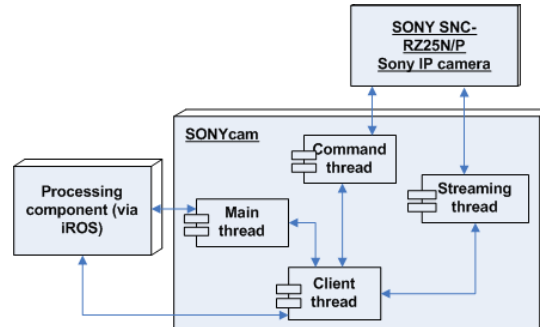 SONY SNC-
RZ25N/P
Sony IP camera
SONYcam
Command
thread
Processing
component (via
iROS)
Main
thread
Streaming
thread
Client
thread